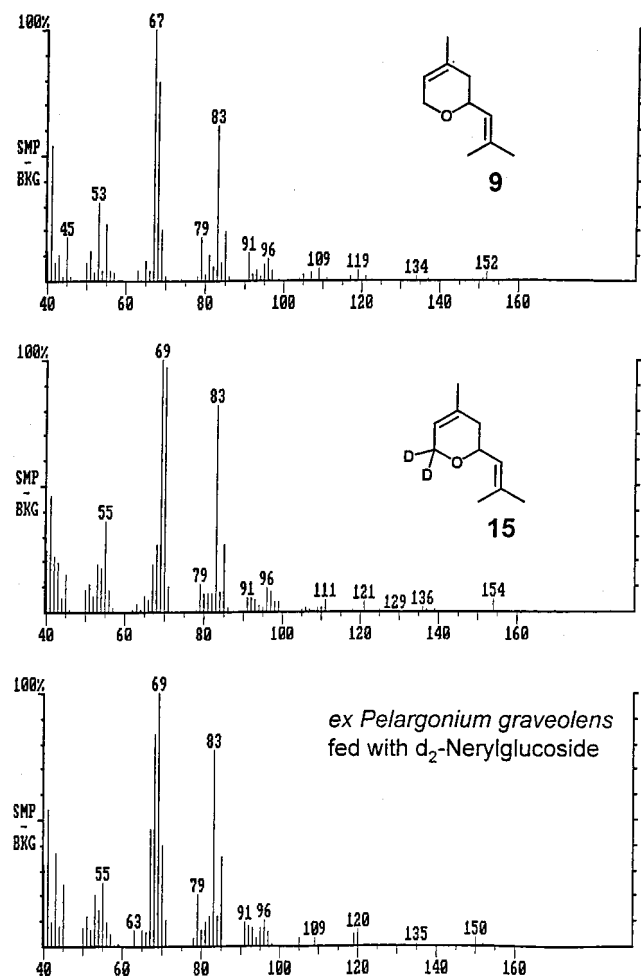 100%
67
83
SMP
BKG
53
45
79
91
96
109
119
134
152
O
9
40 60 80 100 120 140 160
100%
69
83
SMP
BKG
55
79
91
96
111
121
129
136
154
D
O
D
15
40 60 80 100 120 140 160
100%
69
ex Pelargonium graveolens
fed with d₂-Nerylglucoside
83
SMP
BKG
55
63
79
91
96
109
120
135
150
40 60 80 100 120 140 160